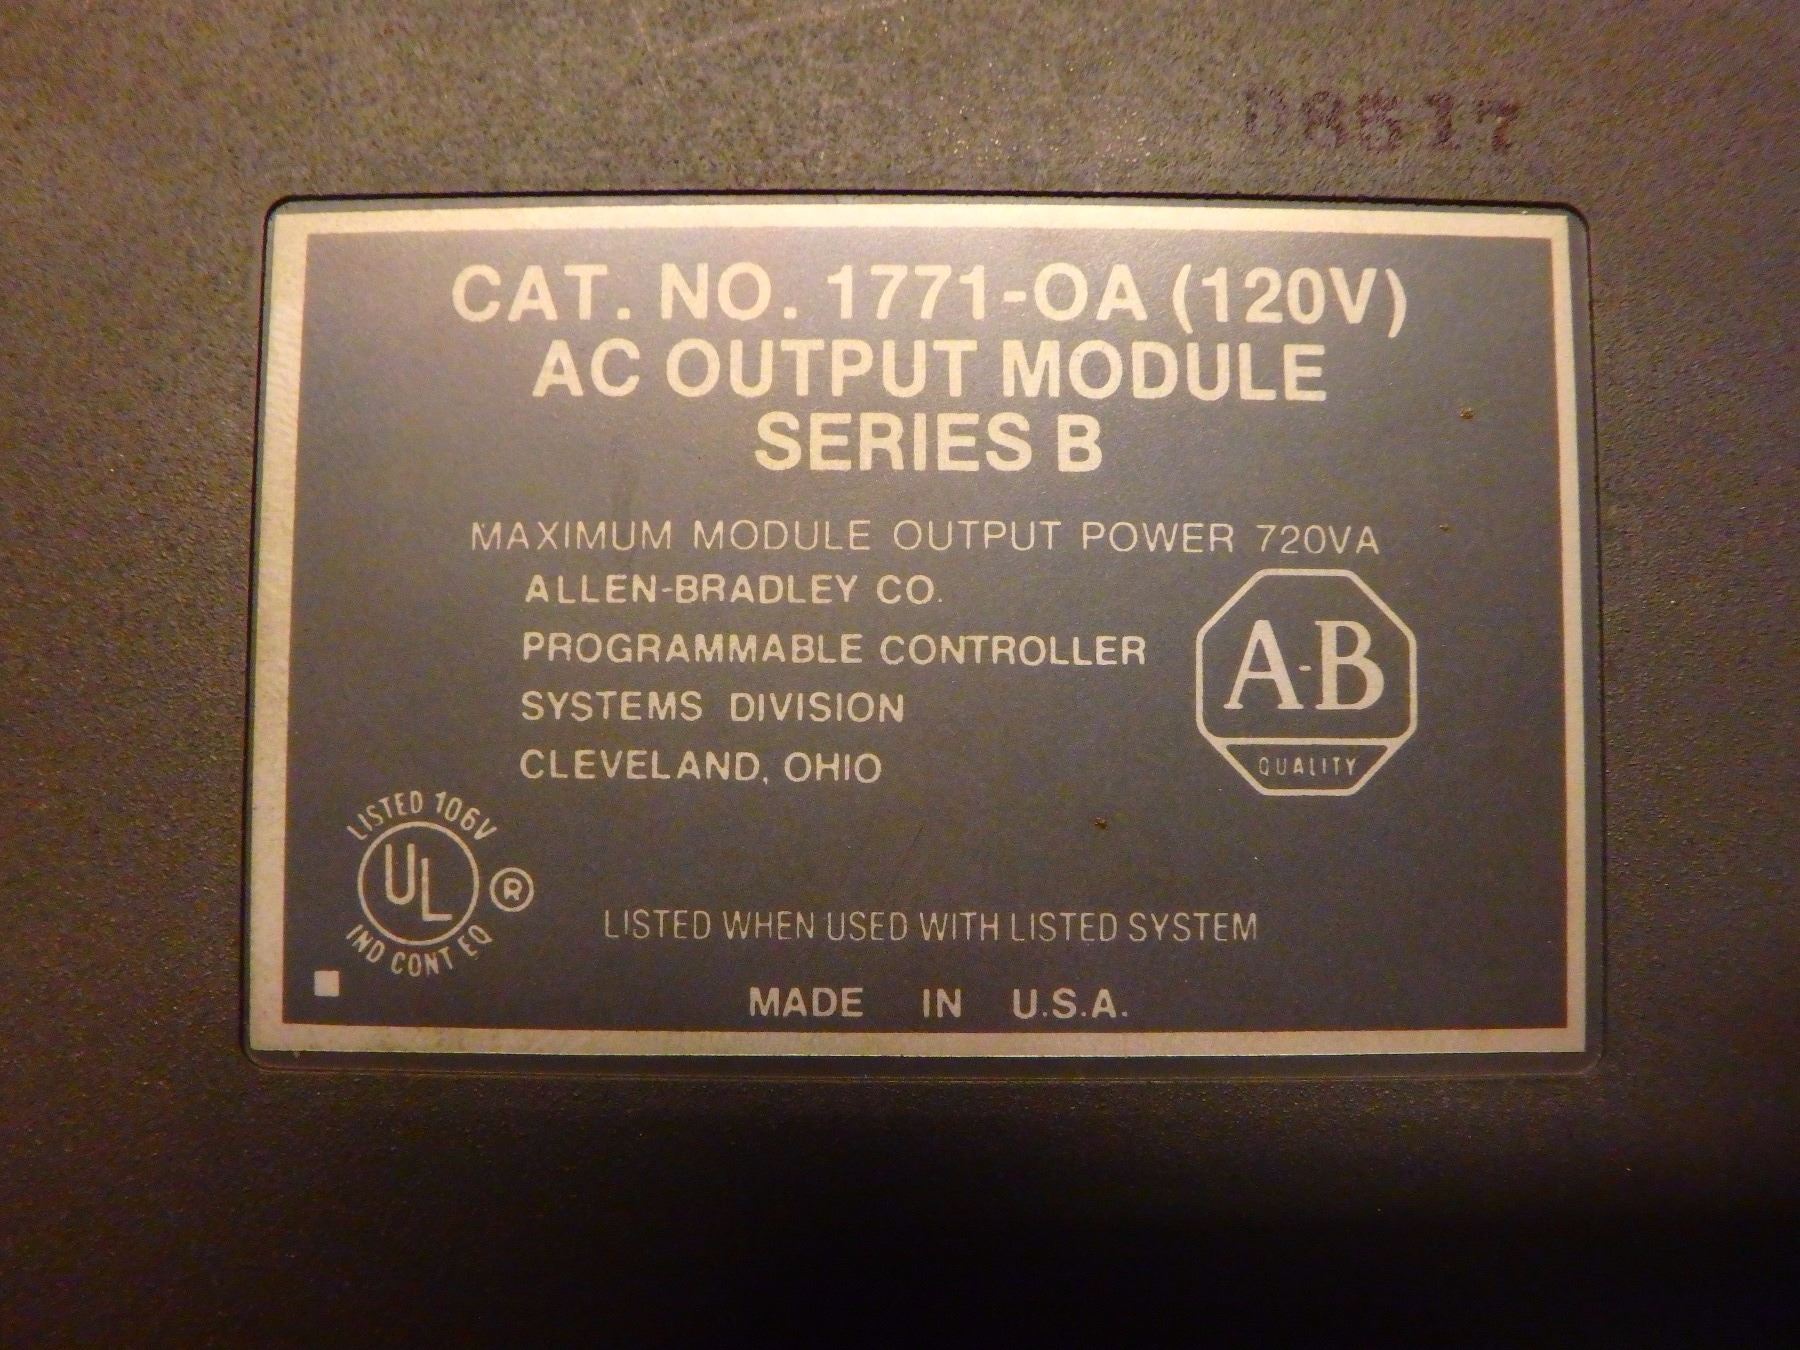 08517
CAT. NO. 1771-OA (120V)
AC OUTPUT MODULE
SERIES B
MAXIMUM MODULE OUTPUT POWER 720VA
ALLEN-BRADLEY CO.
PROGRAMMABLE CONTROLLER
SYSTEMS DIVISION
CLEVELAND, OHIO
A-B
QUALITY
LISTED 106V
UL ®
IND CONT EQ
LISTED WHEN USED WITH LISTED SYSTEM
MADE IN U.S.A.